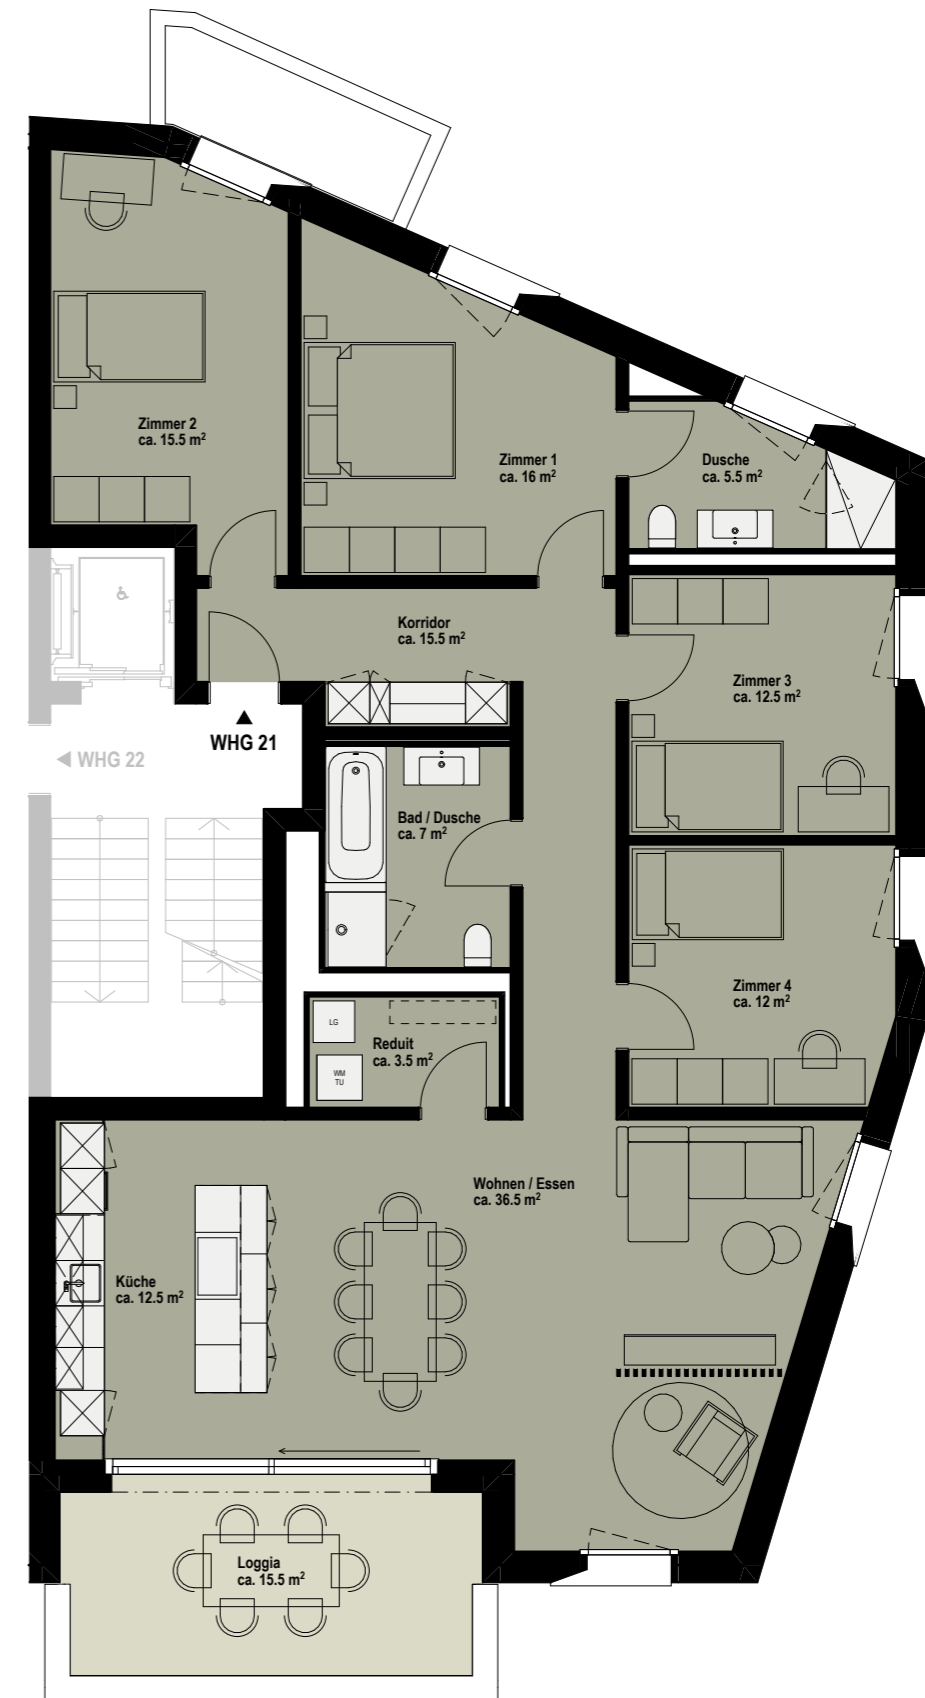 Zimmer 2
ca. 15.5 m²
Zimmer 1
ca. 16 m²
Dusche
ca. 5.5 m²
Korridor
ca. 15.5 m²
Zimmer 3
ca. 12.5 m²
WHG 21
WHG 22
Bad / Dusche
ca. 7 m²
Zimmer 4
ca. 12 m²
LG
Reduit
ca. 3.5 m²
WM
TU
Wohnen / Essen
ca. 36.5 m²
Küche
ca. 12.5 m²
Loggia
ca. 15.5 m²